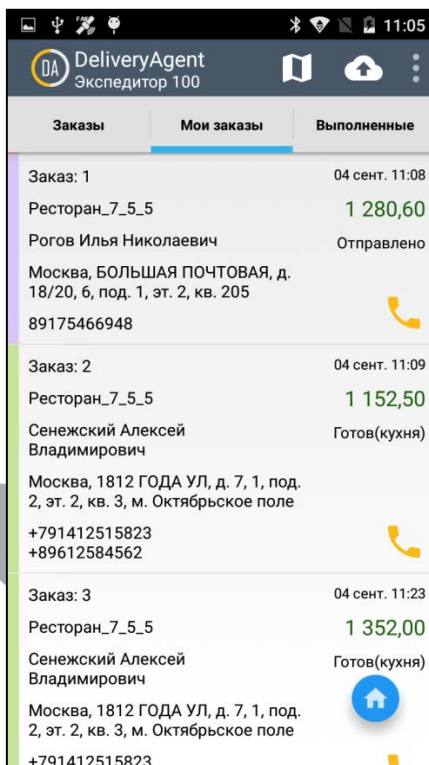 11:05
DA
DeliveryAgent
Экспедитор 100
Заказы Мои заказы Выполненные
Заказ: 1 04 сент. 11:08
Ресторан_7_5_5 1 280,60
Рогов Илья Николаевич Отправлено
Москва, БОЛЬШАЯ ПОЧТОВАЯ, д.
18/20, 6, под. 1, эт. 2, кв. 205
89175466948
Заказ: 2 04 сент. 11:09
Ресторан_7_5_5 1 152,50
Сенежский Алексей Готов(кухня)
Владимирович
Москва, 1812 ГОДА УЛ, д. 7, 1, под.
2, эт. 2, кв. 3, м. Октябрьское поле
+791412515823
+89612584562
Заказ: 3 04 сент. 11:23
Ресторан_7_5_5 1 352,00
Сенежский Алексей Готов(кухня)
Владимирович
Москва, 1812 ГОДА УЛ, д. 7, 1, под.
2, эт. 2, кв. 3, м. Октябрьское поле
+791412515823